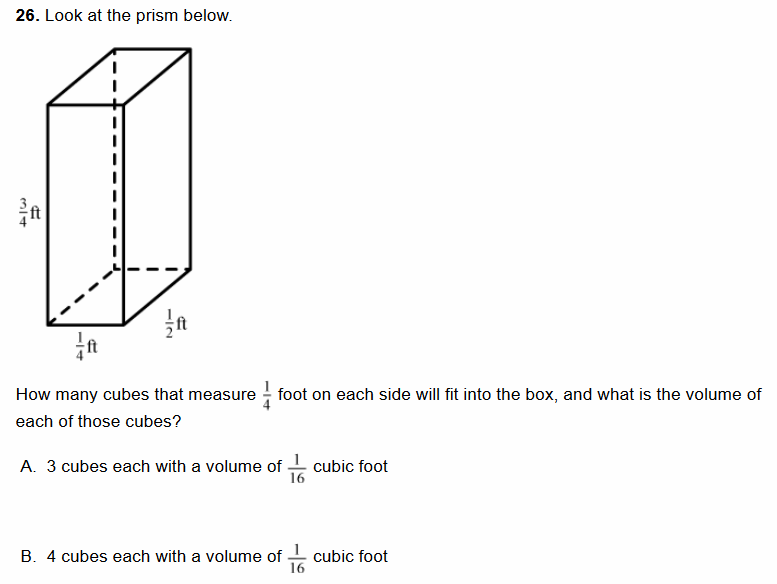 26. Look at the prism below.
3/4 ft
1/2 ft
1/4 ft
How many cubes that measure 1/4 foot on each side will fit into the box, and what is the volume of
each of those cubes?
A. 3 cubes each with a volume of 1/16 cubic foot
B. 4 cubes each with a volume of 1/16 cubic foot